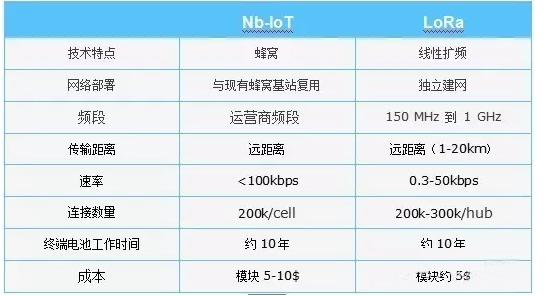 Nb-IoT LoRa
技术特点 蜂窝 线性扩频
网络部署 与现有蜂窝基站复用 独立建网
频段 运营商频段 150 MHz 到 1 GHz
传输距离 远距离 远距离（1-20km）
速率 <100kbps 0.3-50kbps
连接数量 200k/cell 200k-300k/hub
终端电池工作时间 约 10 年 约 10 年
成本 模块 5-10$ 模块约 5$